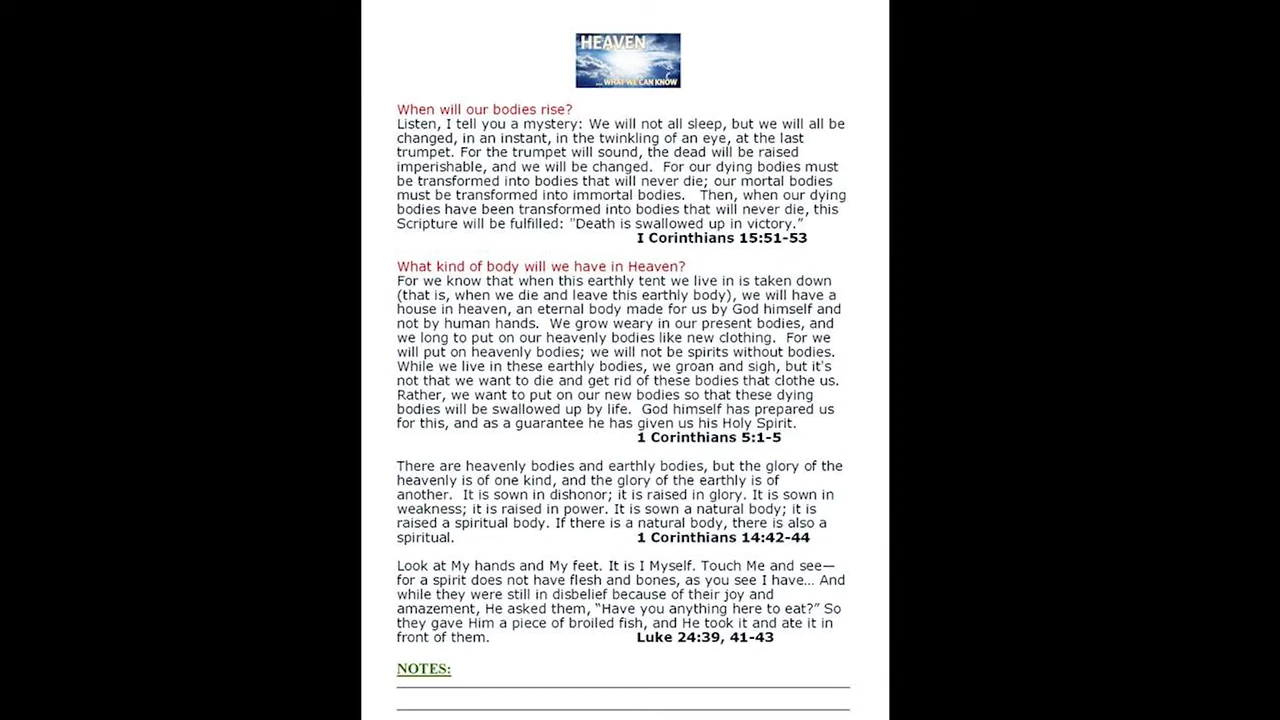 HEAVEN
...WHAT WE CAN KNOW
When will our bodies rise?
Listen, I tell you a mystery: We will not all sleep, but we will all be
changed, in an instant, in the twinkling of an eye, at the last
trumpet. For the trumpet will sound, the dead will be raised
imperishable, and we will be changed.  For our dying bodies must
be transformed into bodies that will never die; our mortal bodies
must be transformed into immortal bodies.   Then, when our dying
bodies have been transformed into bodies that will never die, this
Scripture will be fulfilled: "Death is swallowed up in victory.”
I Corinthians 15:51-53
What kind of body will we have in Heaven?
For we know that when this earthly tent we live in is taken down
(that is, when we die and leave this earthly body), we will have a
house in heaven, an eternal body made for us by God himself and
not by human hands.  We grow weary in our present bodies, and
we long to put on our heavenly bodies like new clothing.  For we
will put on heavenly bodies; we will not be spirits without bodies.
While we live in these earthly bodies, we groan and sigh, but it's
not that we want to die and get rid of these bodies that clothe us.
Rather, we want to put on our new bodies so that these dying
bodies will be swallowed up by life.  God himself has prepared us
for this, and as a guarantee he has given us his Holy Spirit.
1 Corinthians 5:1-5
There are heavenly bodies and earthly bodies, but the glory of the
heavenly is of one kind, and the glory of the earthly is of
another.  It is sown in dishonor; it is raised in glory. It is sown in
weakness; it is raised in power. It is sown a natural body; it is
raised a spiritual body. If there is a natural body, there is also a
spiritual. 1 Corinthians 14:42-44
Look at My hands and My feet. It is I Myself. Touch Me and see—
for a spirit does not have flesh and bones, as you see I have… And
while they were still in disbelief because of their joy and
amazement, He asked them, “Have you anything here to eat?” So
they gave Him a piece of broiled fish, and He took it and ate it in
front of them. Luke 24:39, 41-43
NOTES: